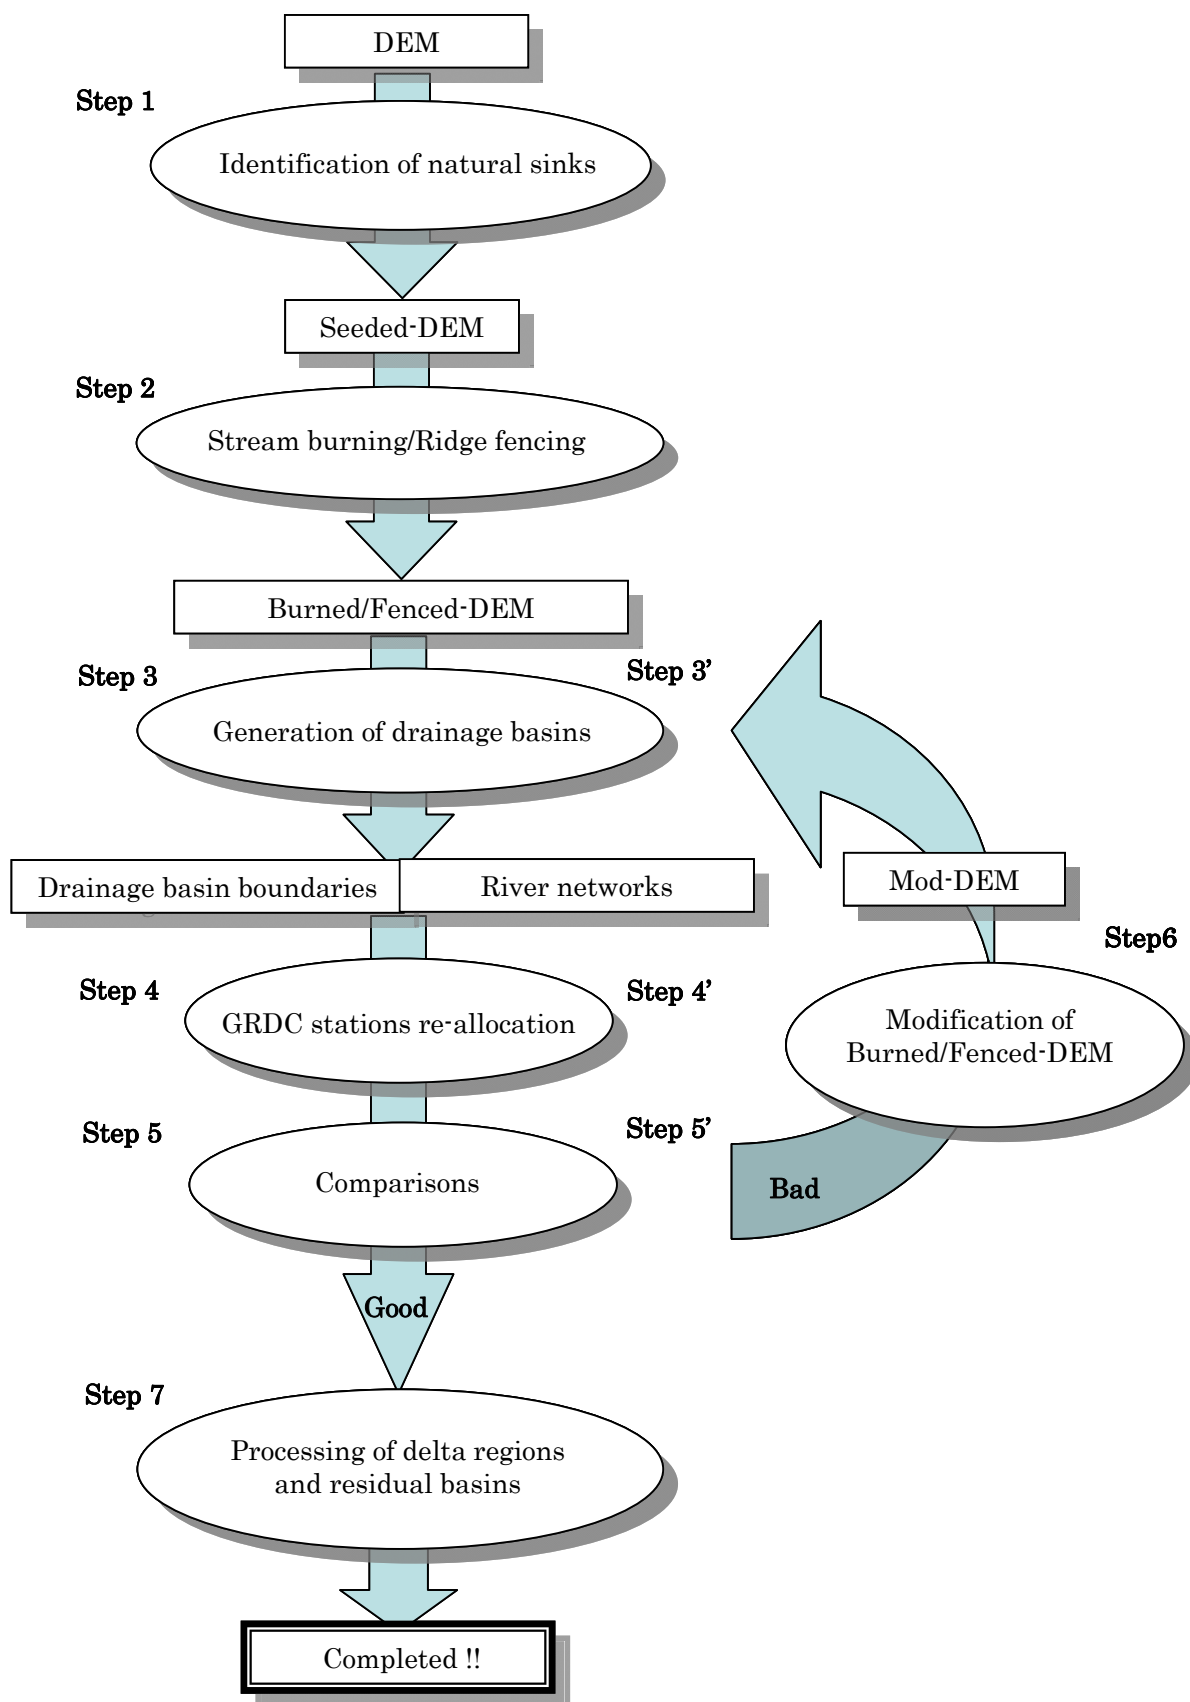 DEM
Step 1
Identification of natural sinks
Seeded-DEM
Step 2
Stream burning/Ridge fencing
Burned/Fenced-DEM
Step 3
Step 3’
Generation of drainage basins
Drainage basin boundaries
River networks
Mod-DEM
Step6
Step 4
Step 4’
GRDC stations re-allocation
Modification of
Burned/Fenced-DEM
Step 5
Step 5’
Comparisons
Bad
Good
Step 7
Processing of delta regions
and residual basins
Completed !!